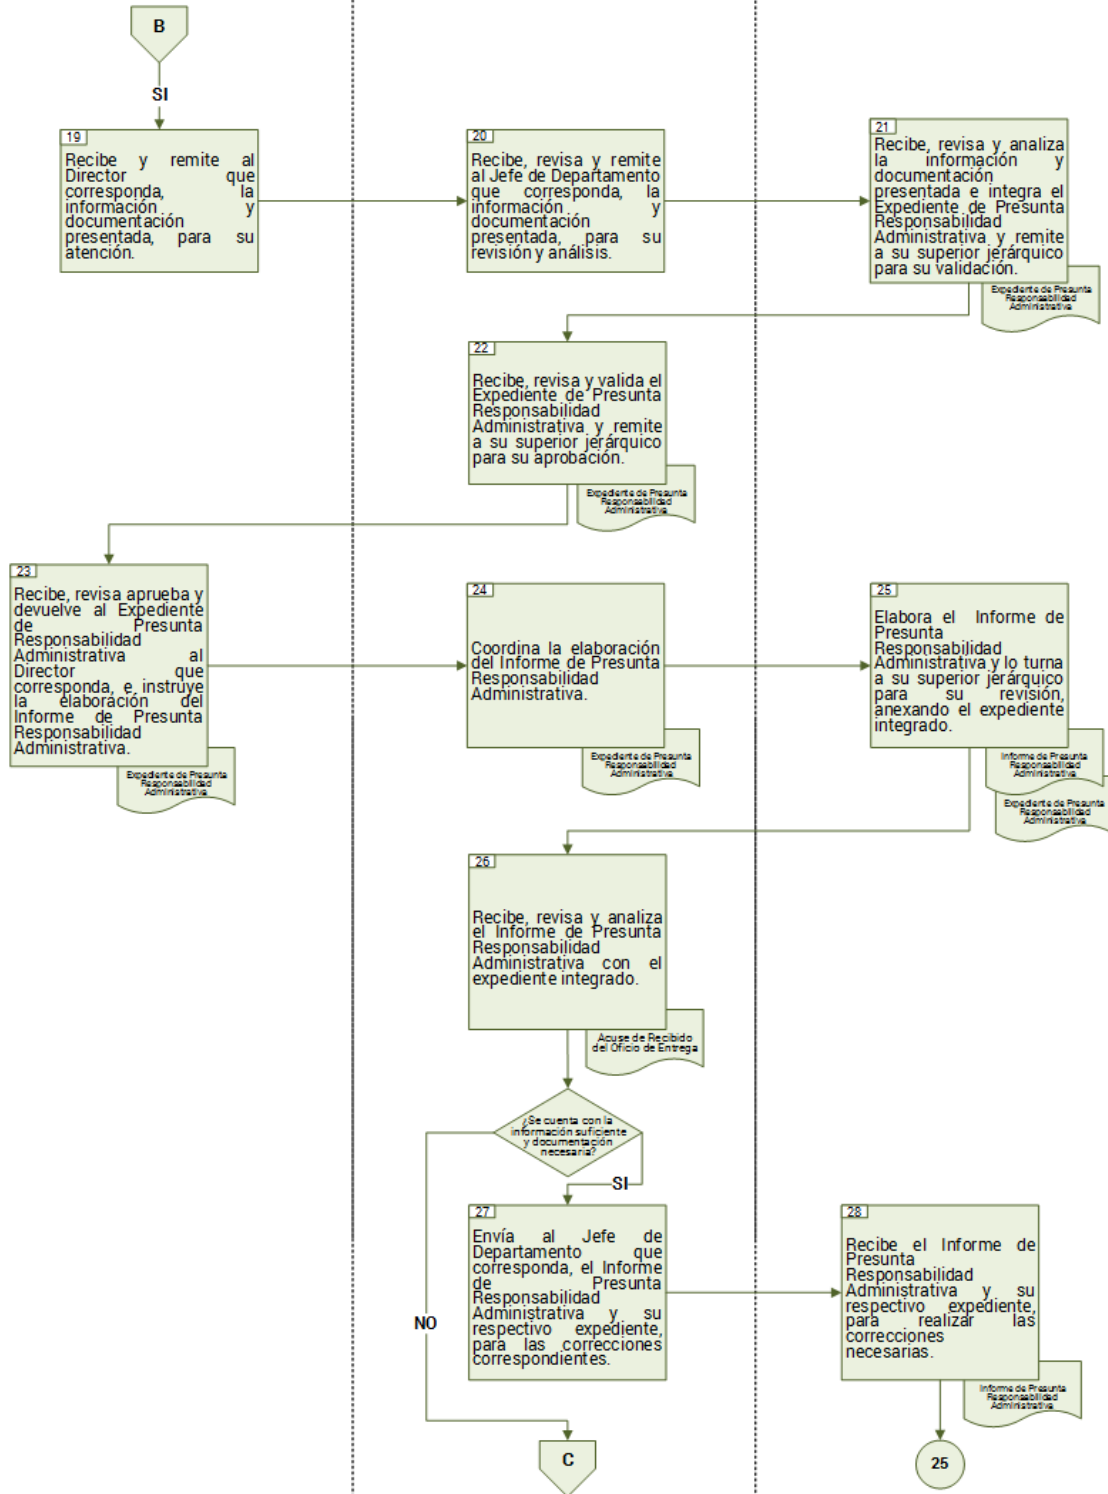 B
SI
19
Recibe y remite al
Director que
corresponda, la
información y
documentación
presentada, para su
atención.
20
Recibe, revisa y remite
al Jefe de Departamento
que corresponda, la
información y
documentación
presentada, para su
revisión y análisis.
21
Recibe, revisa y analiza
la información y
documentación
presentada e integra el
Expediente de Presunta
Responsabilidad
Administrativa y remite
a su superior jerárquico
para su validación.
Expediente de Presunta
Responsabilidad
Administrativa
22
Recibe, revisa y valida el
Expediente de Presunta
Responsabilidad
Administrativa y remite
a su superior jerárquico
para su aprobación.
Expediente de Presunta
Responsabilidad
Administrativa
23
Recibe, revisa aprueba y
devuelve al Expediente
de Presunta
Responsabilidad
Administrativa al
Director que
corresponda, e instruye
la elaboración del
Informe de Presunta
Responsabilidad
Administrativa.
Expediente de Presunta
Responsabilidad
Administrativa
24
Coordina la elaboración
del Informe de Presunta
Responsabilidad
Administrativa.
Expediente de Presunta
Responsabilidad
Administrativa
25
Elabora el Informe de
Presunta
Responsabilidad
Administrativa y lo turna
a su superior jerárquico
para su revisión,
anexando el expediente
integrado.
Informe de Presunta
Responsabilidad
Administrativa
Expediente de Presunta
Responsabilidad
Administrativa
26
Recibe, revisa y analiza
el Informe de Presunta
Responsabilidad
Administrativa con el
expediente integrado.
Acuse de Recibido
del Oficio de Entrega
¿Se cuenta con la
información suficiente
y documentación
necesaria?
SI
NO
27
Envía al Jefe de
Departamento que
corresponda, el Informe
de Presunta
Responsabilidad
Administrativa y su
respectivo expediente,
para las correcciones
correspondientes.
28
Recibe el Informe de
Presunta
Responsabilidad
Administrativa y su
respectivo expediente,
para realizar las
correcciones
necesarias.
Informe de Presunta
Responsabilidad
Administrativa
C
25